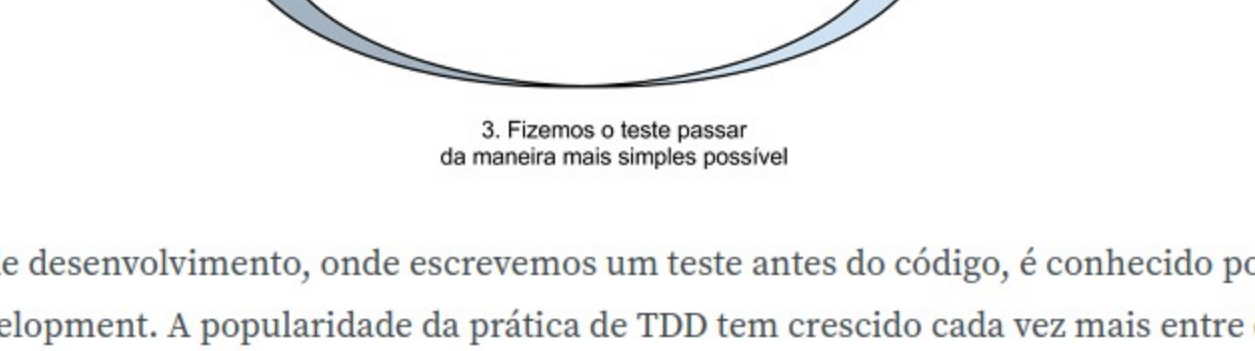 3. Fizemos o teste passar
da maneira mais simples possível
e desenvolvimento, onde escrevemos um teste antes do código, é conhecido po
elopment. A popularidade da prática de TDD tem crescido cada vez mais entre